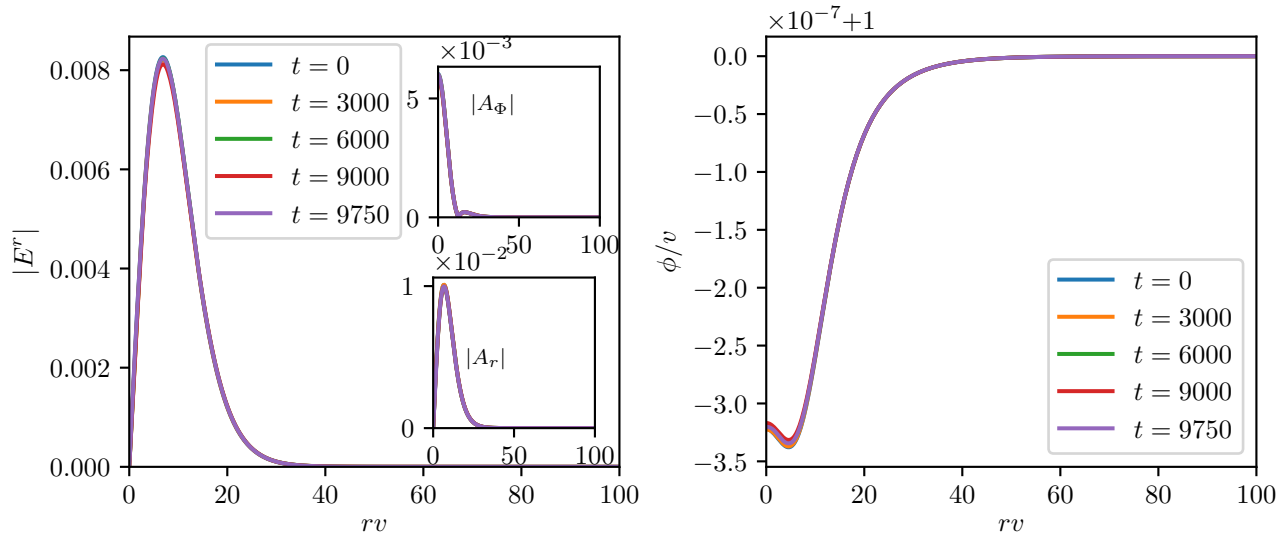 ×10⁻³
0.008
0.006
0.004
0.002
0.000
|E^r|
t = 0
t = 3000
t = 6000
t = 9000
t = 9750
5
0
|A_Φ|
0 50 100
×10⁻²
1
0
|A_r|
0 50 100
0 20 40 60 80 100
rv
×10⁻⁷+1
0.0
−0.5
−1.0
−1.5
−2.0
−2.5
−3.0
−3.5
ϕ/v
t = 0
t = 3000
t = 6000
t = 9000
t = 9750
0 20 40 60 80 100
rv